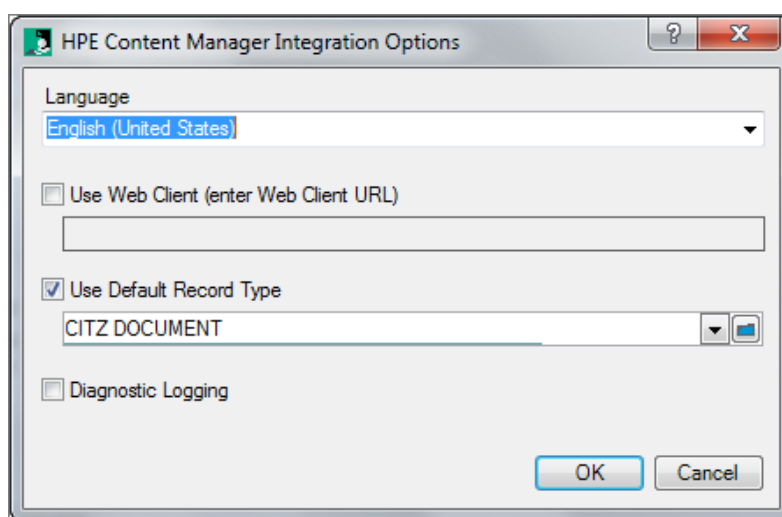 HPE Content Manager Integration Options
Language
English (United States)
Use Web Client (enter Web Client URL)
Use Default Record Type
CITZ DOCUMENT
Diagnostic Logging
OK Cancel